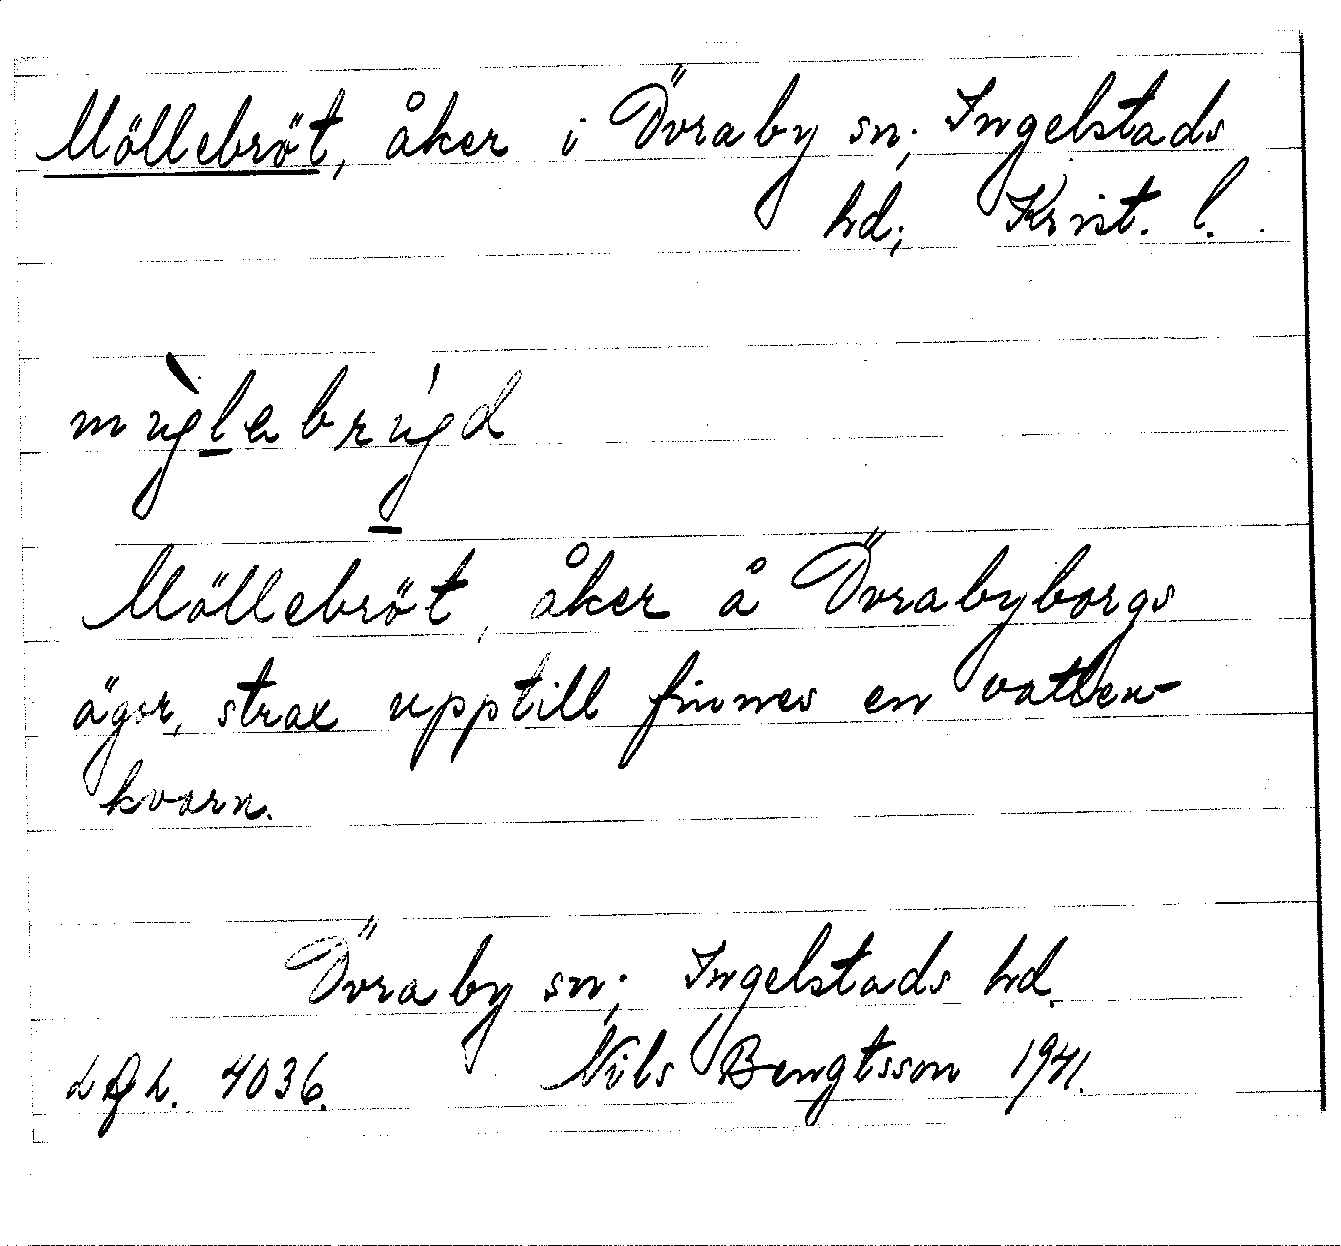 Möllebröt, åker i Övraby sn; Ingelstads
hd; Krist. l.
Möllebröt, åker å Övrabyborgs
ägor, strax upptill finnes en vatten-
kvarn.
Övraby sn; Ingelstads hd.
4036. Nils Bengtsson 1941.